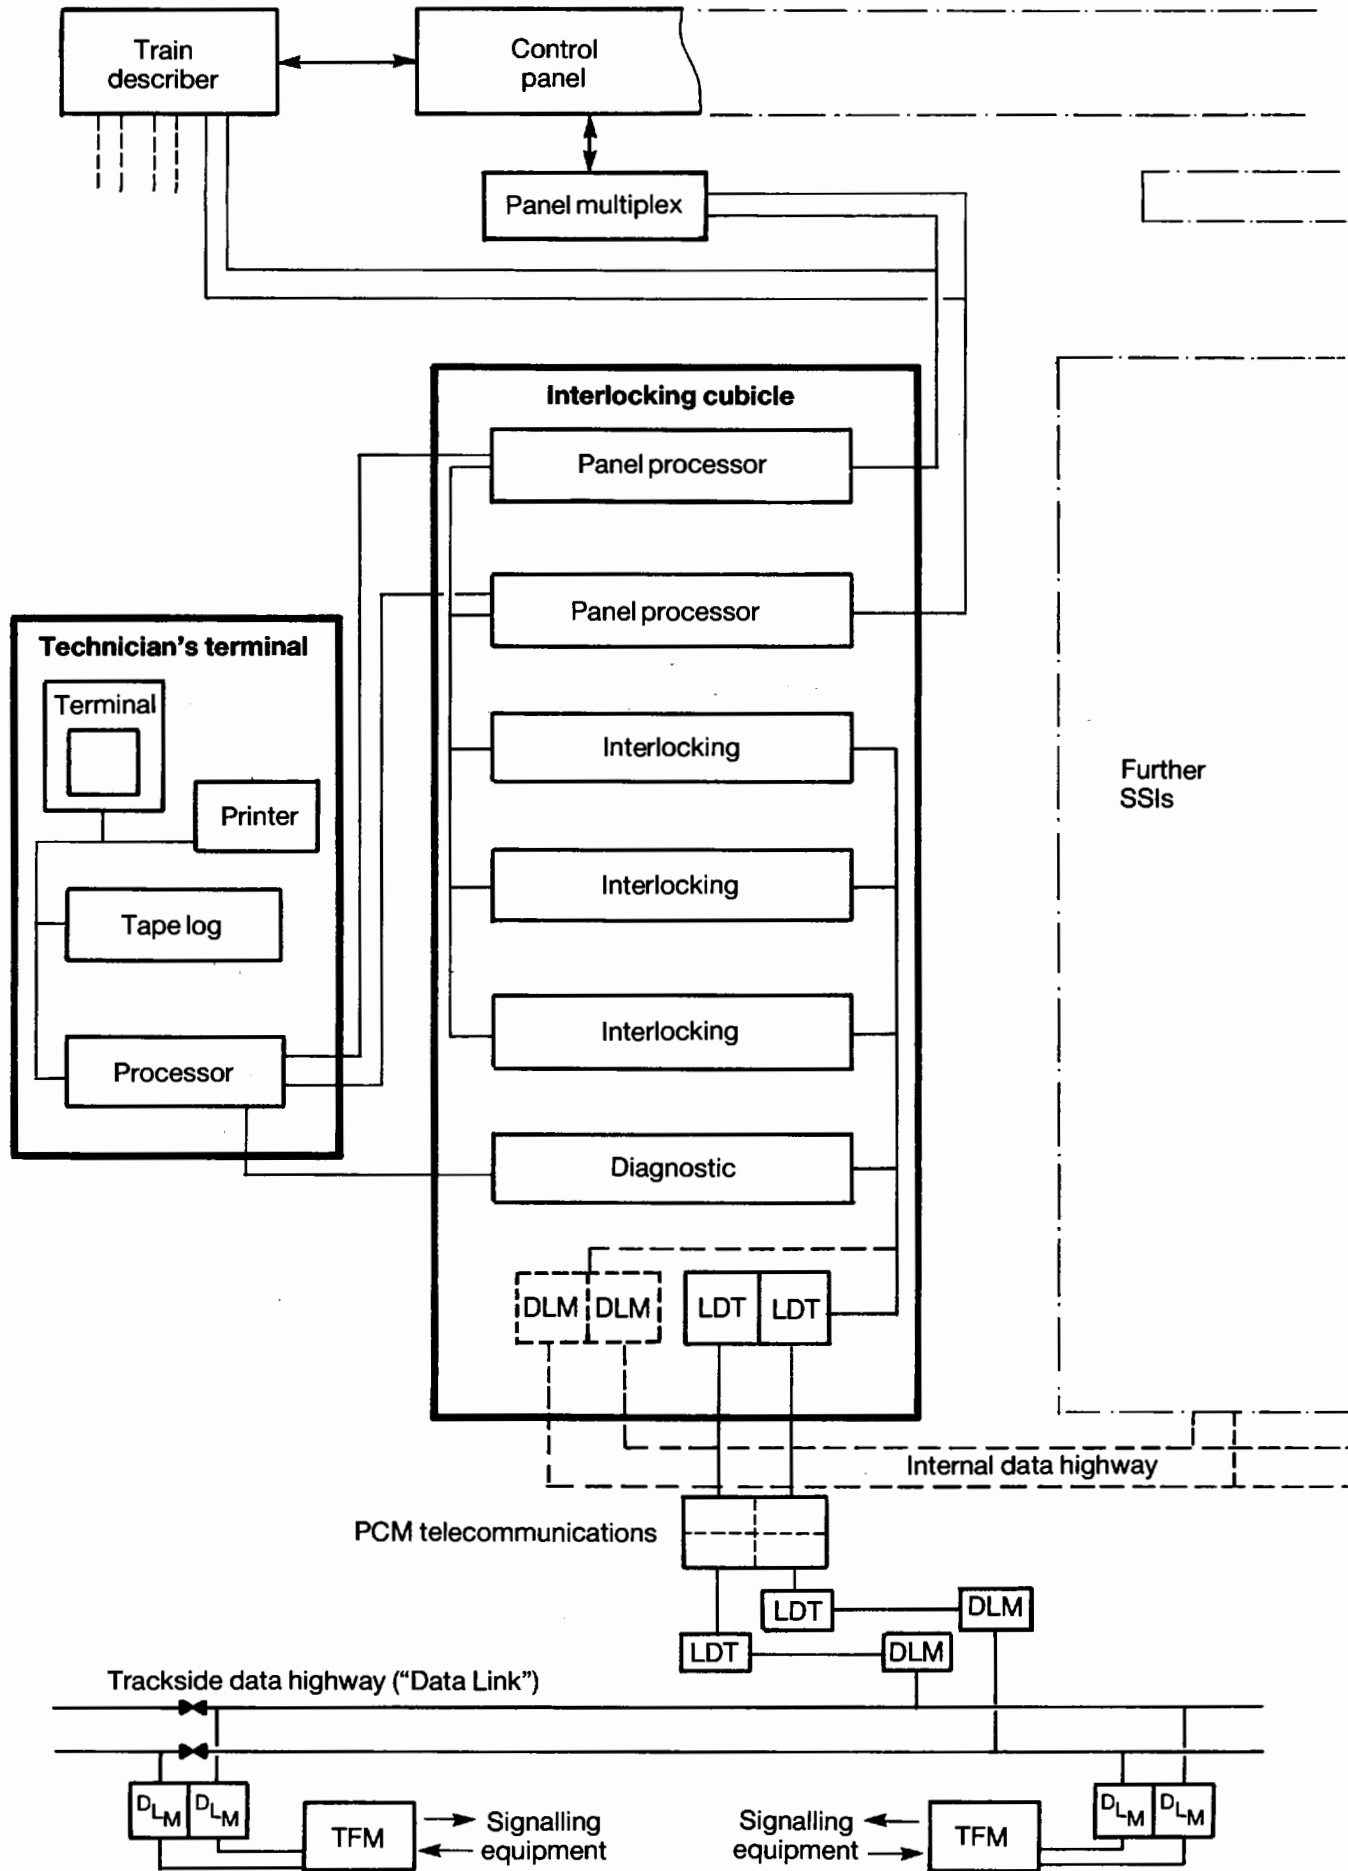 Train
describer
Control
panel
Panel multiplex
Interlocking cubicle
Panel processor
Panel processor
Technician's terminal
Terminal
Interlocking
Further
SSIs
Printer
Interlocking
Tape log
Interlocking
Processor
Diagnostic
DLM DLM LDT LDT
Internal data highway
PCM telecommunications
LDT DLM
LDT DLM
Trackside data highway ("Data Link")
DLM DLM
TFM
Signalling
equipment
Signalling
equipment
TFM
DLM DLM